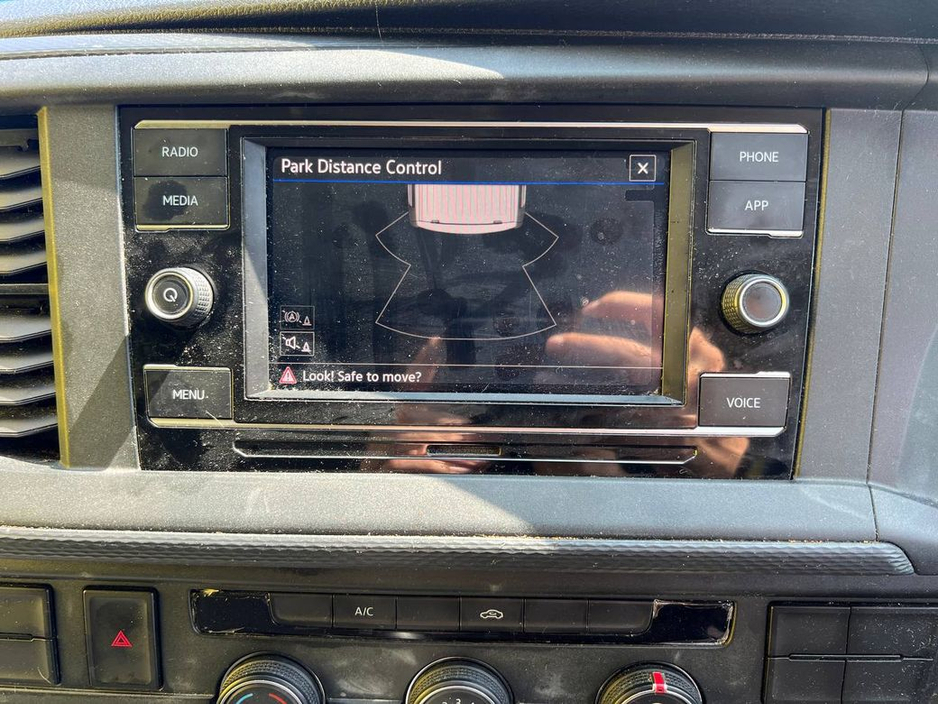 RADIO
MEDIA
Park Distance Control
X
PHONE
APP
MENU
Look! Safe to move?
VOICE
A/C